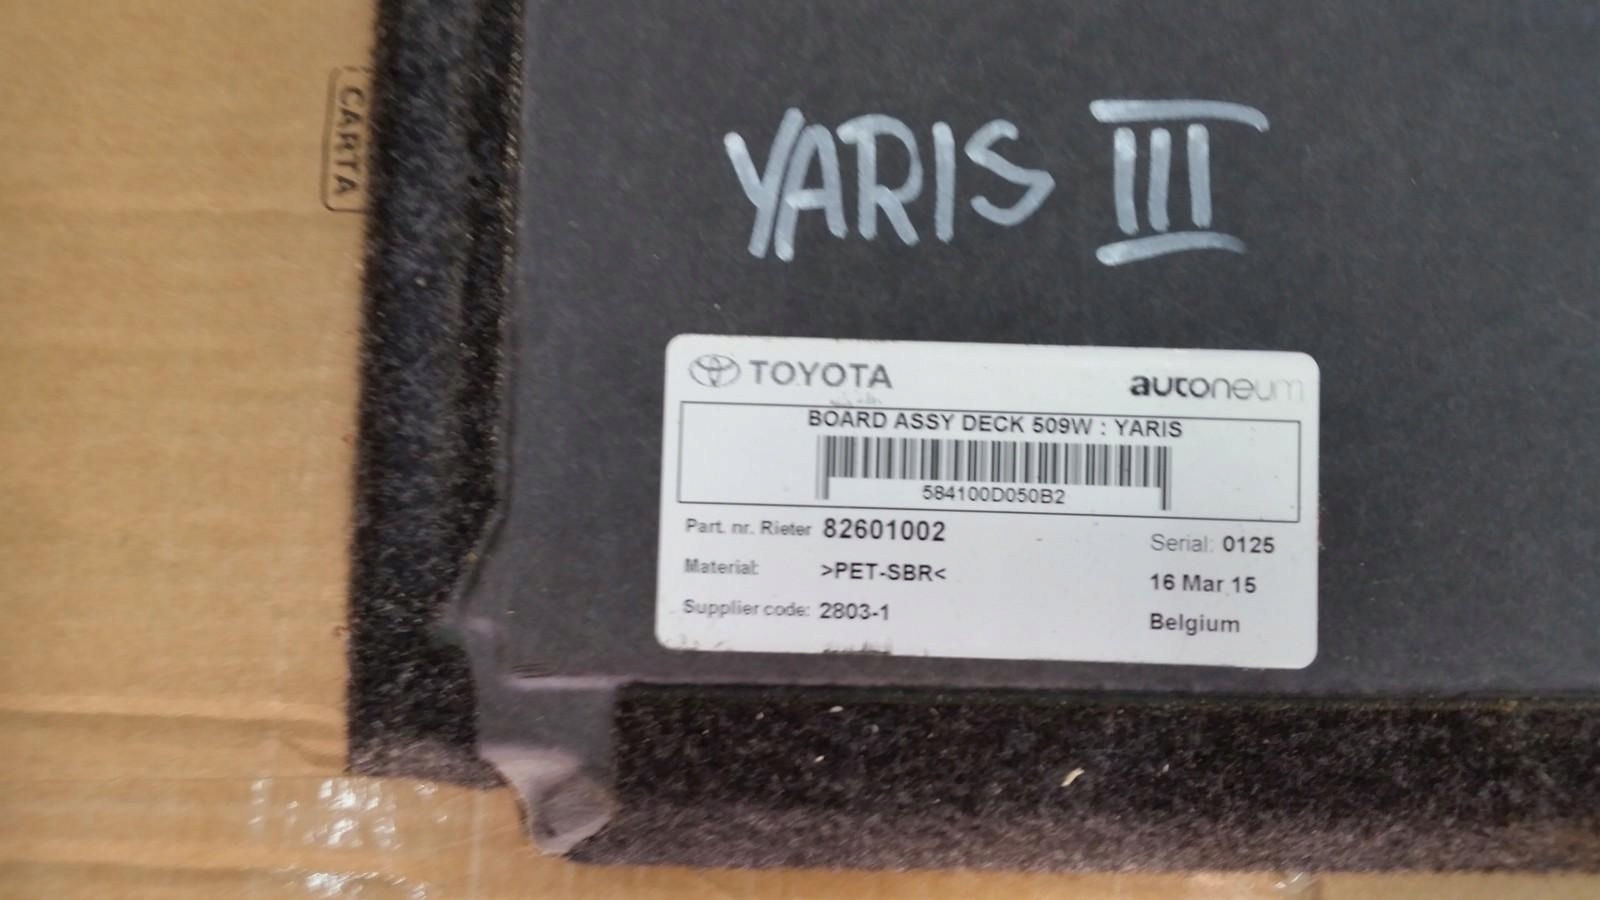 CARTA
YARIS III
TOYOTA
autoneum
BOARD ASSY DECK 509W : YARIS
584100D050B2
Part. nr. Rieter 82601002
Serial: 0125
Material: >PET-SBR<
16 Mar 15
Supplier code: 2803-1
Belgium